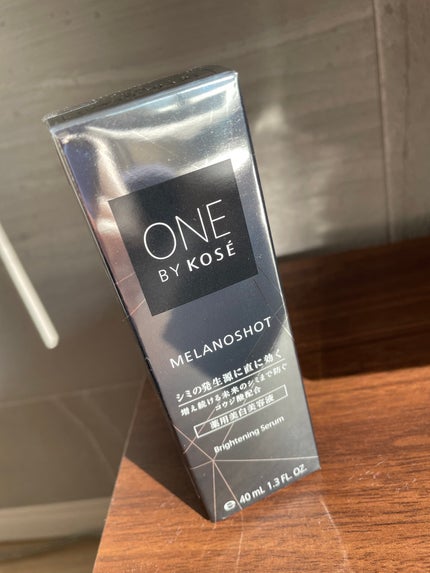 ONE
BY KOSÉ
MELANOSHOT
シミの発生源に直に効く
増え続ける未来のシミまで防ぐ
コウジ酸配合
薬用美白美容液
Brightening Serum
℮ 40 mL 1.3 FL. OZ.